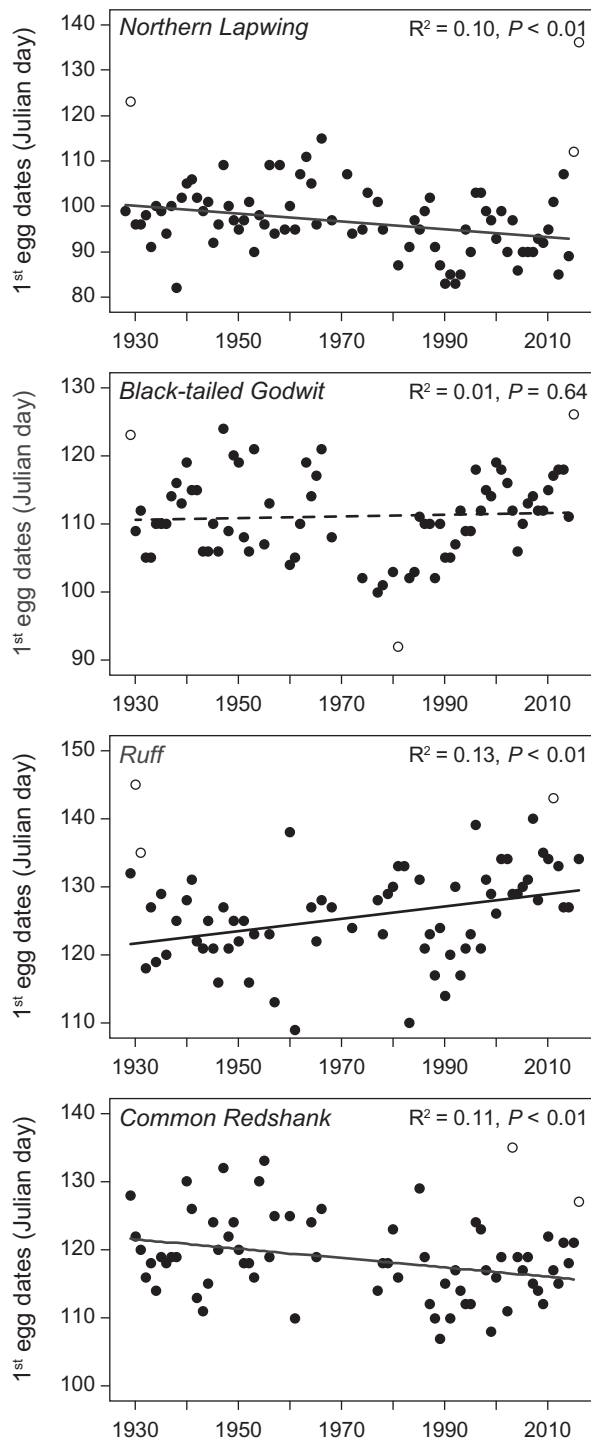 Northern Lapwing R² = 0.10, P < 0.01
1st egg dates (Julian day)
140
130
120
110
100
90
80
1930 1950 1970 1990 2010
Black-tailed Godwit R² = 0.01, P = 0.64
1st egg dates (Julian day)
130
120
110
100
90
1930 1950 1970 1990 2010
Ruff R² = 0.13, P < 0.01
1st egg dates (Julian day)
150
140
130
120
110
1930 1950 1970 1990 2010
Common Redshank R² = 0.11, P < 0.01
1st egg dates (Julian day)
140
130
120
110
100
1930 1950 1970 1990 2010